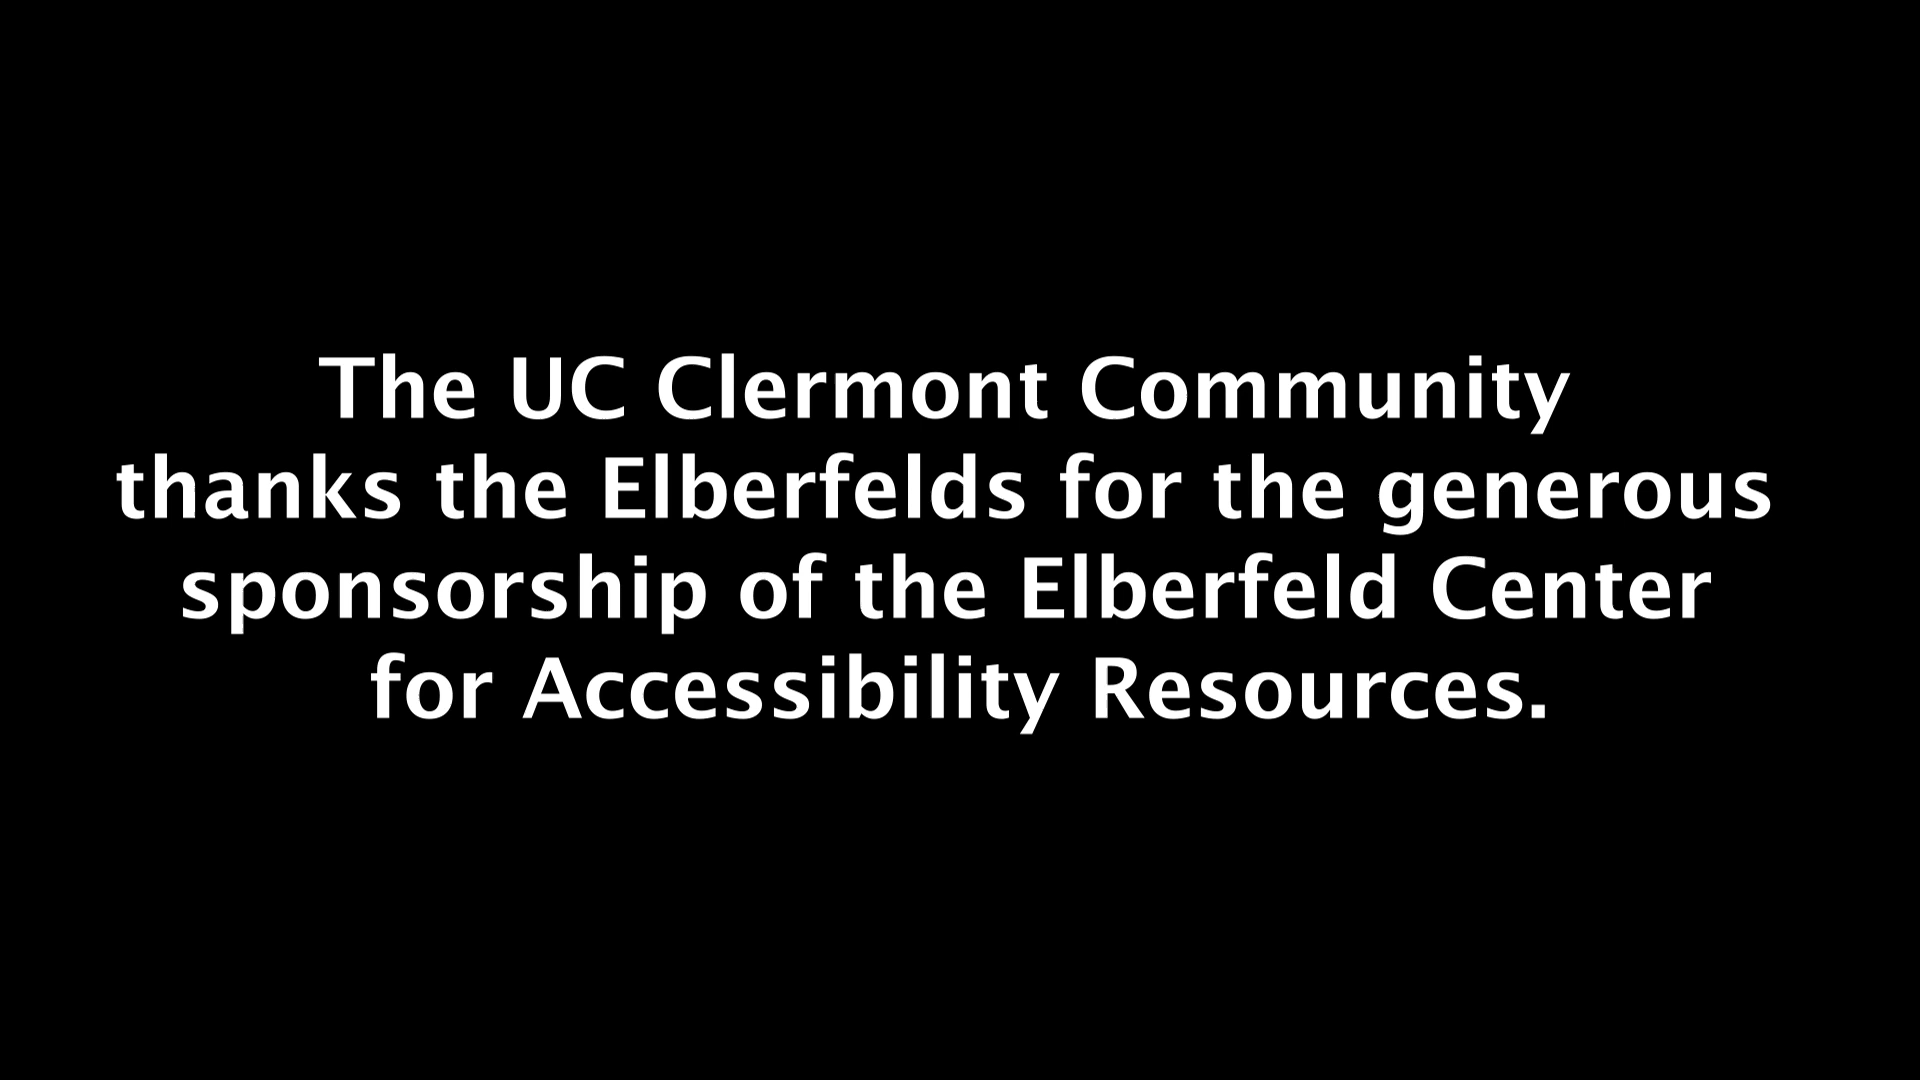 The UC Clermont Community
thanks the Elberfelds for the generous
sponsorship of the Elberfeld Center
for Accessibility Resources.